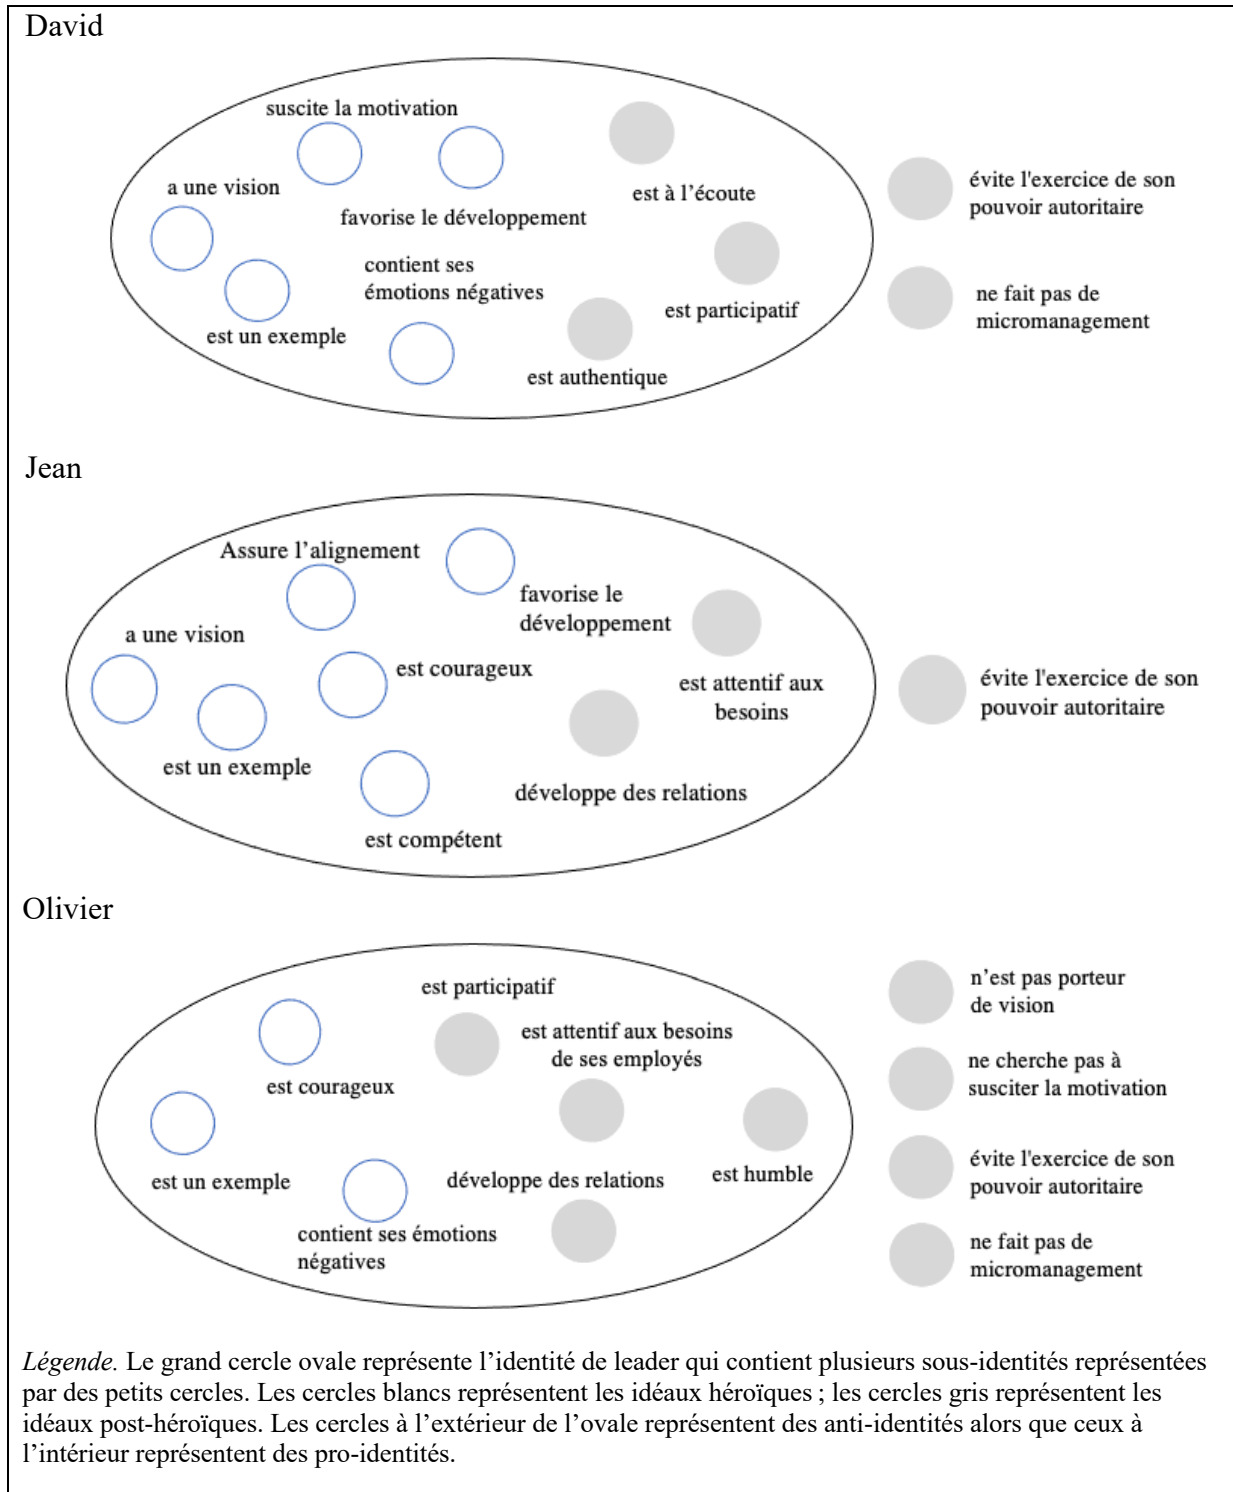 David
suscite la motivation
a une vision
favorise le développement
est à l’écoute
évite l'exercice de son
pouvoir autoritaire
contient ses
émotions négatives
est un exemple
est participatif
ne fait pas de
micromanagement
est authentique
Jean
Assure l’alignement
favorise le
développement
a une vision
est courageux
est attentif aux
besoins
évite l'exercice de son
pouvoir autoritaire
est un exemple
développe des relations
est compétent
Olivier
est participatif
n’est pas porteur
de vision
est attentif aux besoins
de ses employés
est courageux
ne cherche pas à
susciter la motivation
est un exemple
développe des relations
est humble
évite l'exercice de son
pouvoir autoritaire
contient ses émotions
négatives
ne fait pas de
micromanagement
Légende. Le grand cercle ovale représente l’identité de leader qui contient plusieurs sous-identités représentées
par des petits cercles. Les cercles blancs représentent les idéaux héroïques ; les cercles gris représentent les
idéaux post-héroïques. Les cercles à l’extérieur de l’ovale représentent des anti-identités alors que ceux à
l’intérieur représentent des pro-identités.